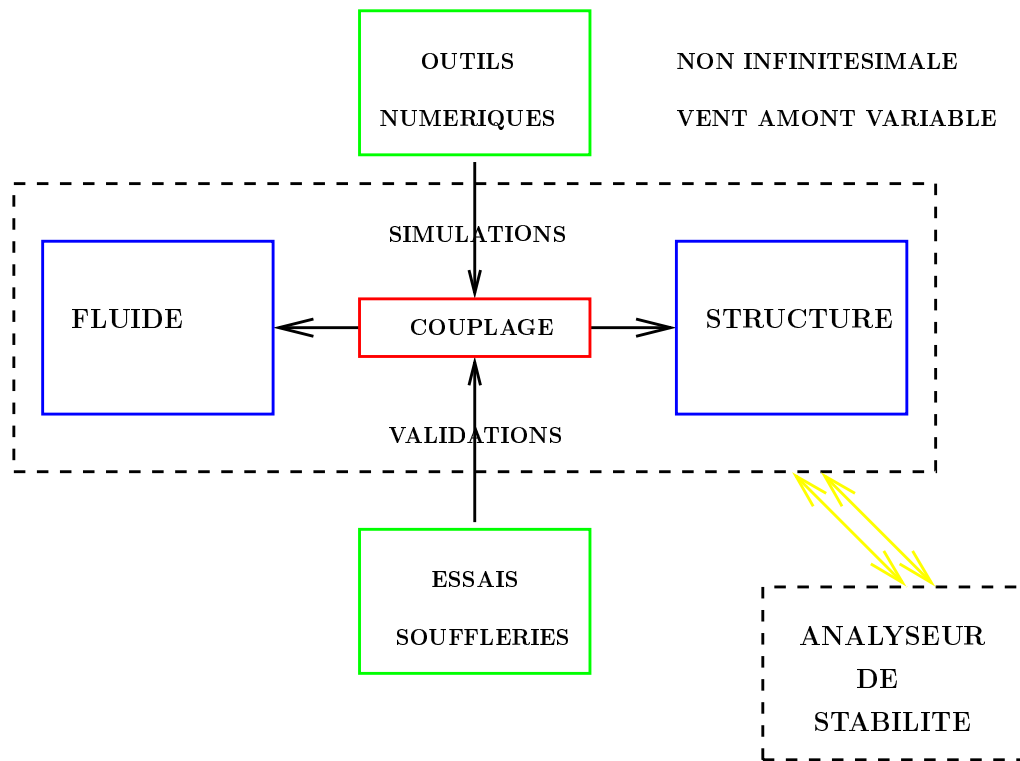 OUTILS
NUMERIQUES
NON INFINITESIMALE
VENT AMONT VARIABLE
SIMULATIONS
FLUIDE
COUPLAGE
STRUCTURE
VALIDATIONS
ESSAIS
SOUFFLERIES
ANALYSEUR
DE
STABILITE